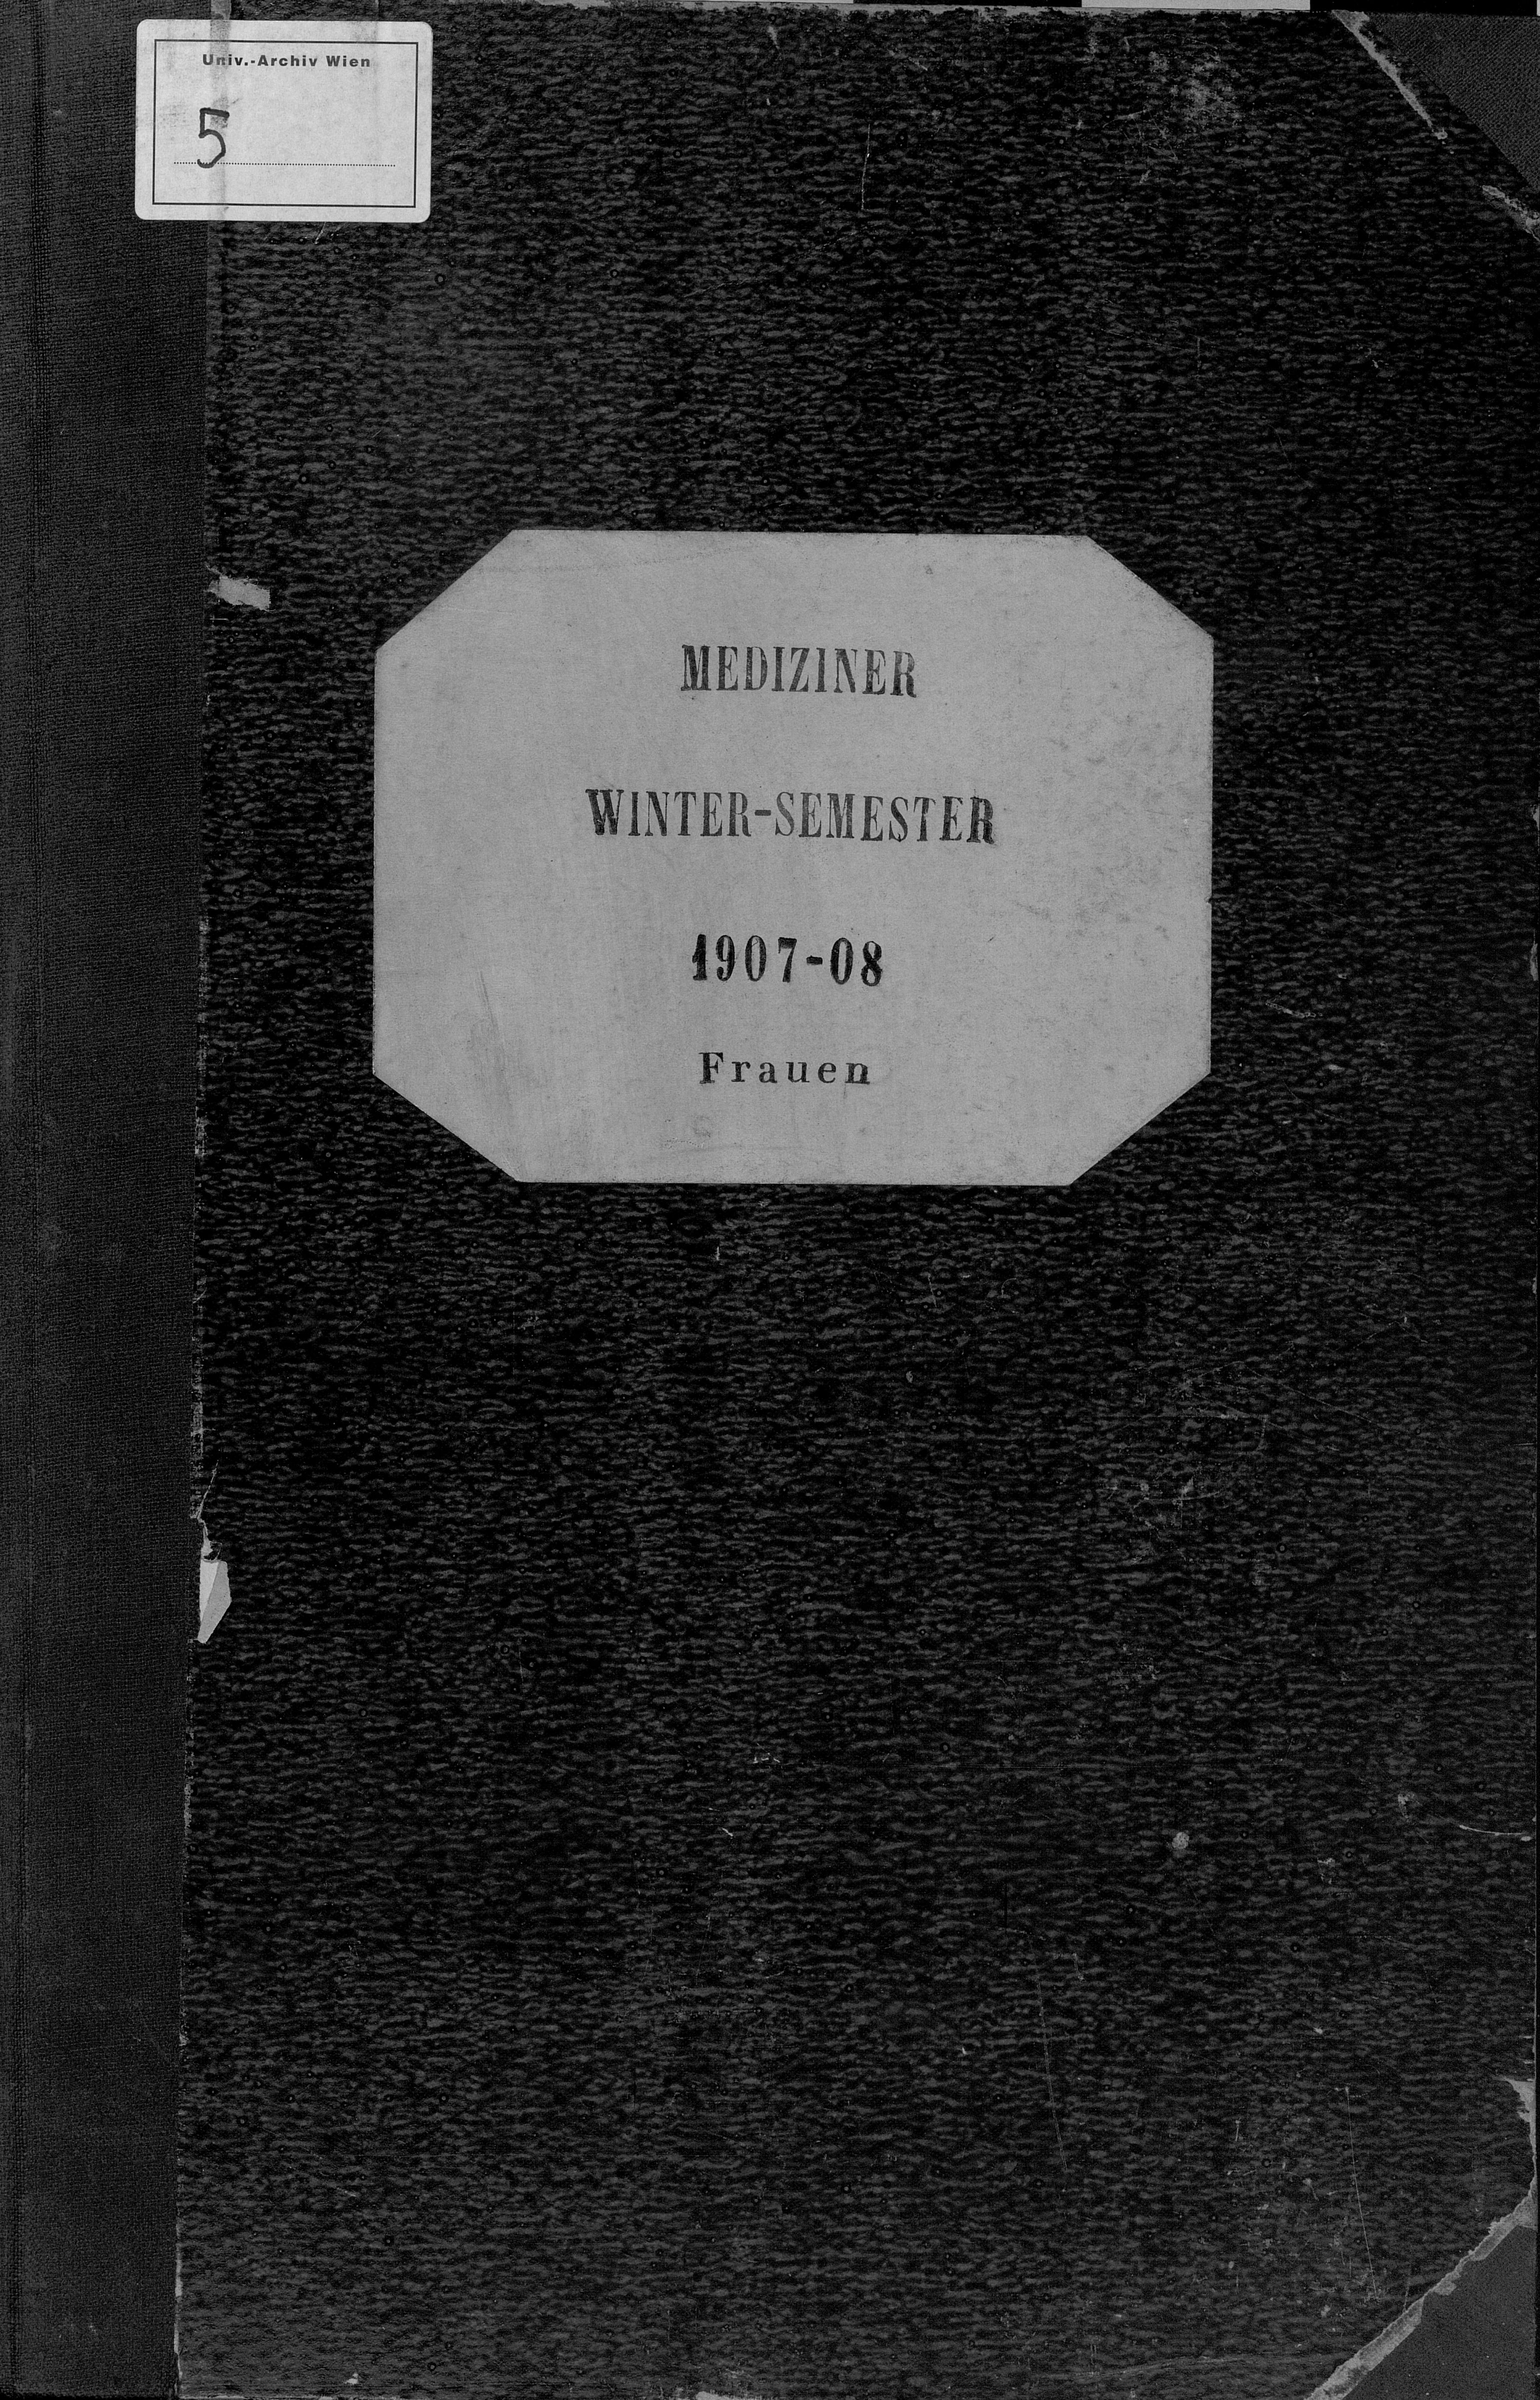 Univ.-Archiv Wien
5
MEDIZINER
WINTER-SEMESTER
1907-08
Frauen